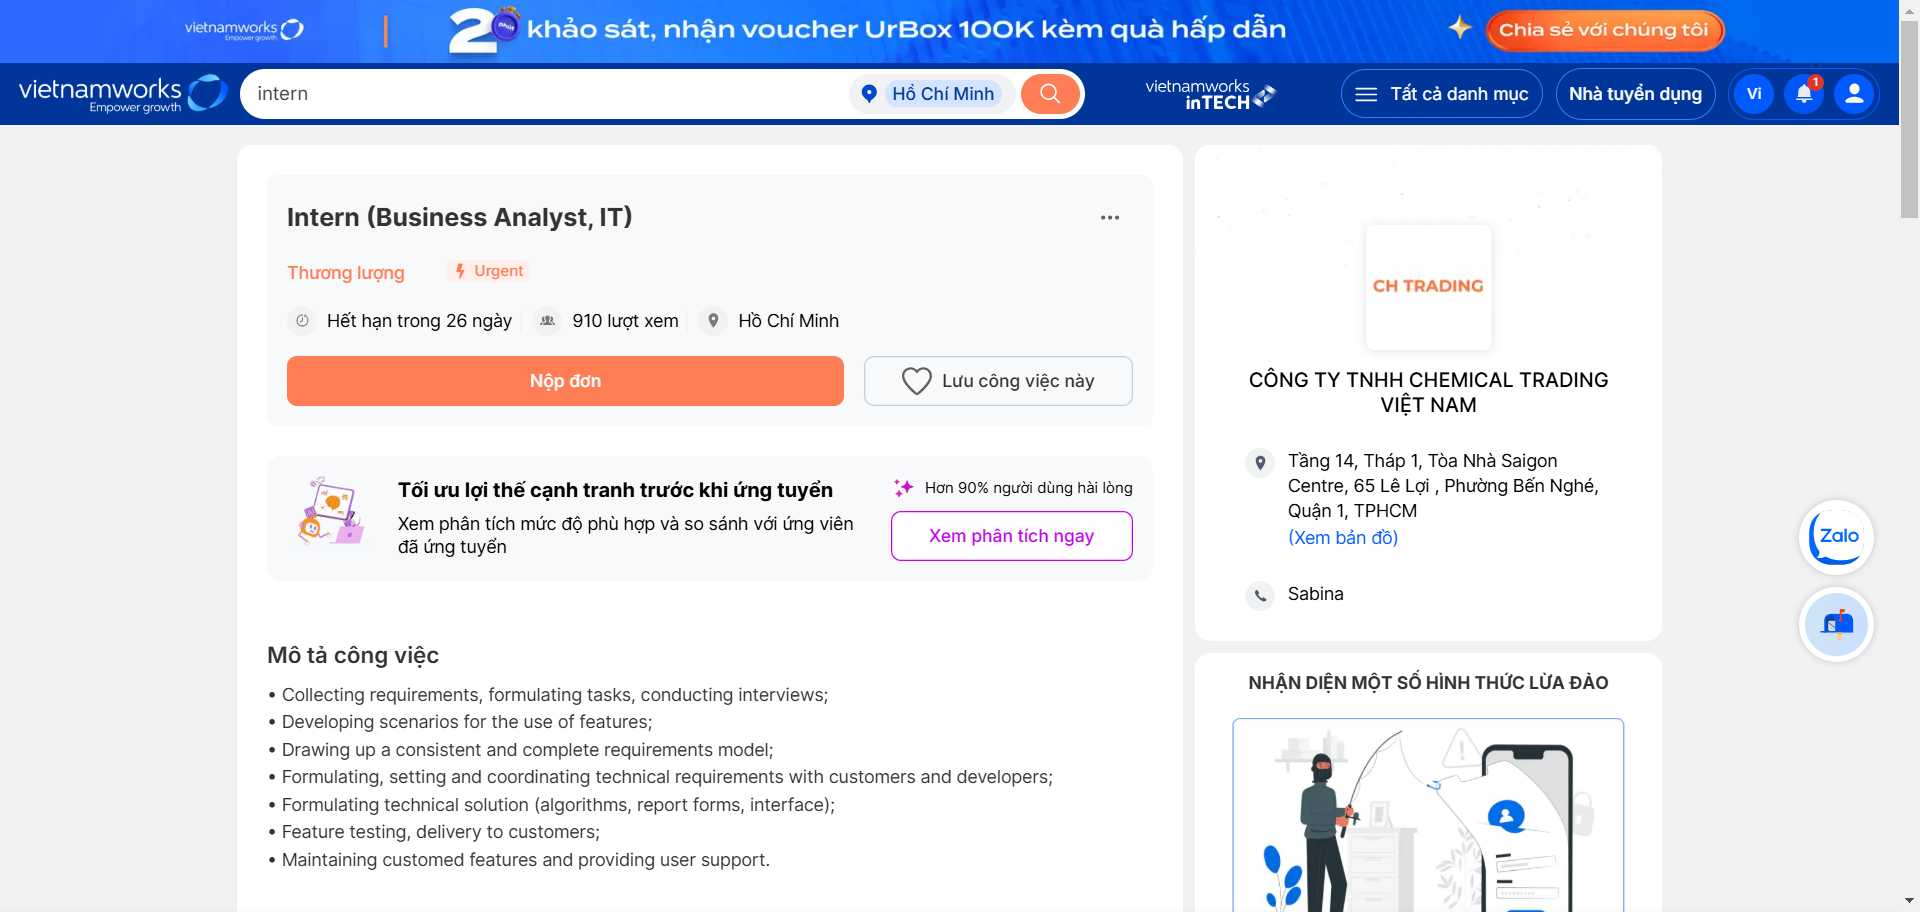 vietnamworks
Empower growth
2 khảo sát, nhận voucher UrBox 100K kèm quà hấp dẫn
Chia sẻ với chúng tôi
vietnamworks
Empower growth
intern
Hồ Chí Minh
vietnamworks
inTECH
Tất cả danh mục
Nhà tuyển dụng
Vi
1
Intern (Business Analyst, IT)
Thương lượng
Urgent
Hết hạn trong 26 ngày
910 lượt xem
Hồ Chí Minh
Nộp đơn
Lưu công việc này
Tối ưu lợi thế cạnh tranh trước khi ứng tuyển
Xem phân tích mức độ phù hợp và so sánh với ứng viên
đã ứng tuyển
Hơn 90% người dùng hài lòng
Xem phân tích ngay
Mô tả công việc
• Collecting requirements, formulating tasks, conducting interviews;
• Developing scenarios for the use of features;
• Drawing up a consistent and complete requirements model;
• Formulating, setting and coordinating technical requirements with customers and developers;
• Formulating technical solution (algorithms, report forms, interface);
• Feature testing, delivery to customers;
• Maintaining customed features and providing user support.
CH TRADING
CÔNG TY TNHH CHEMICAL TRADING
VIỆT NAM
Tầng 14, Tháp 1, Tòa Nhà Saigon
Centre, 65 Lê Lợi , Phường Bến Nghé,
Quận 1, TPHCM
(Xem bản đồ)
Sabina
NHẬN DIỆN MỘT SỐ HÌNH THỨC LỪA ĐẢO
Zalo